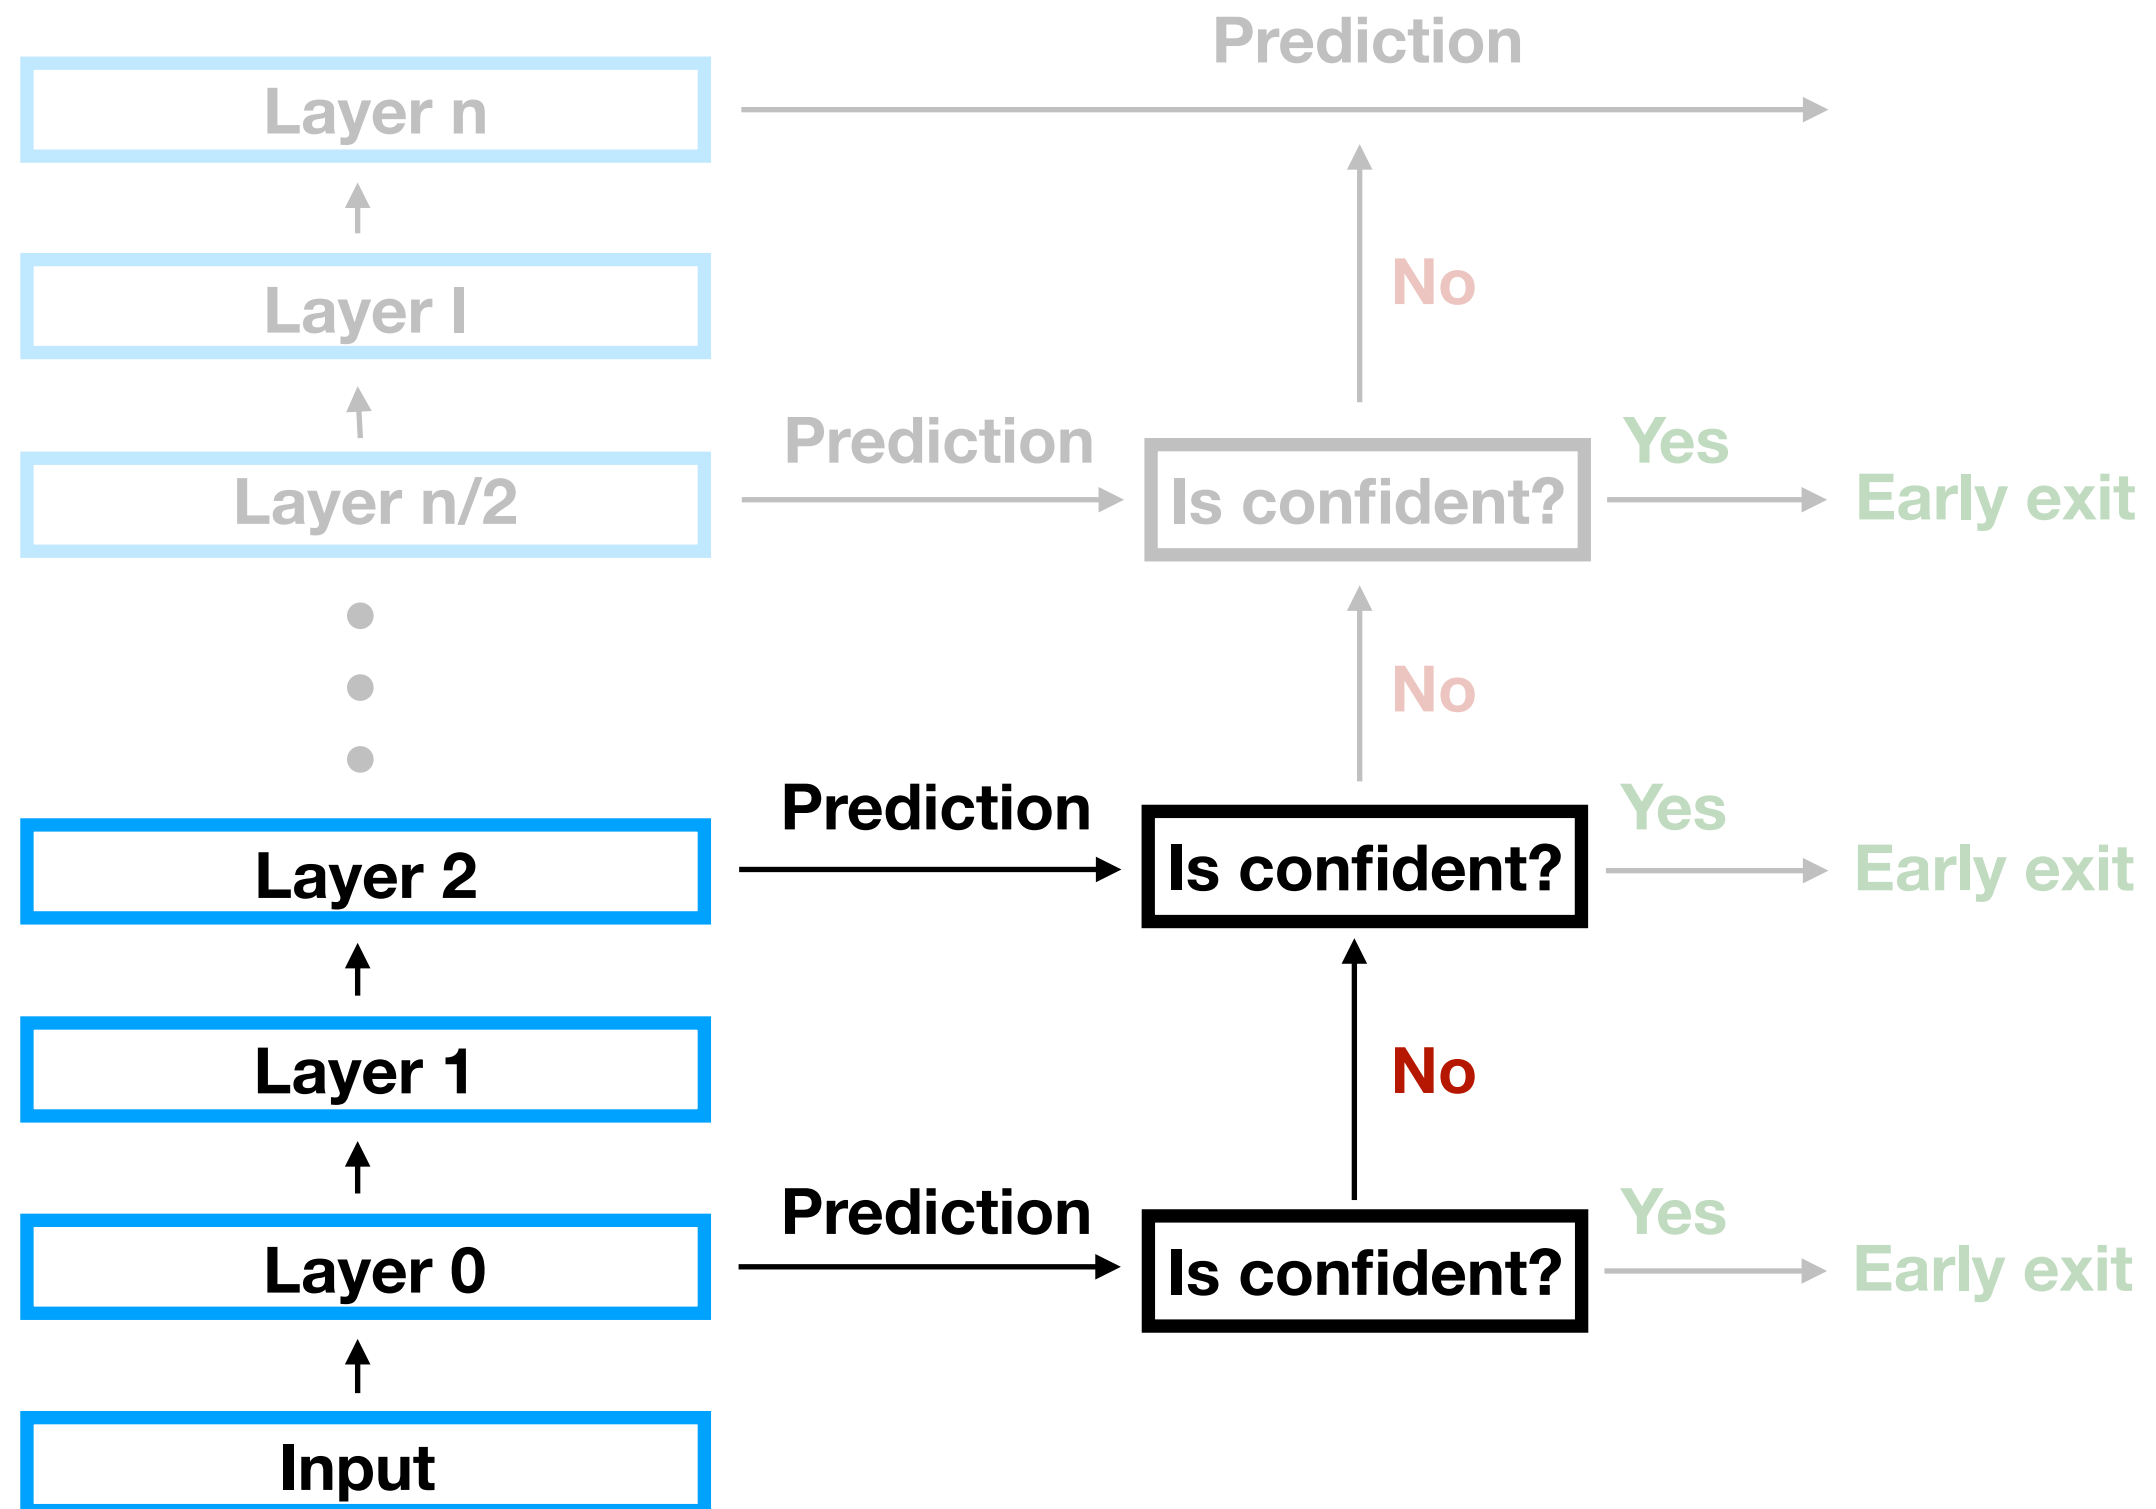 Prediction
Layer n
No
Layer l
Prediction
Yes
Layer n/2
Is confident?
Early exit
No
Prediction
Yes
Layer 2
Is confident?
Early exit
Layer 1
No
Prediction
Yes
Layer 0
Is confident?
Early exit
Input